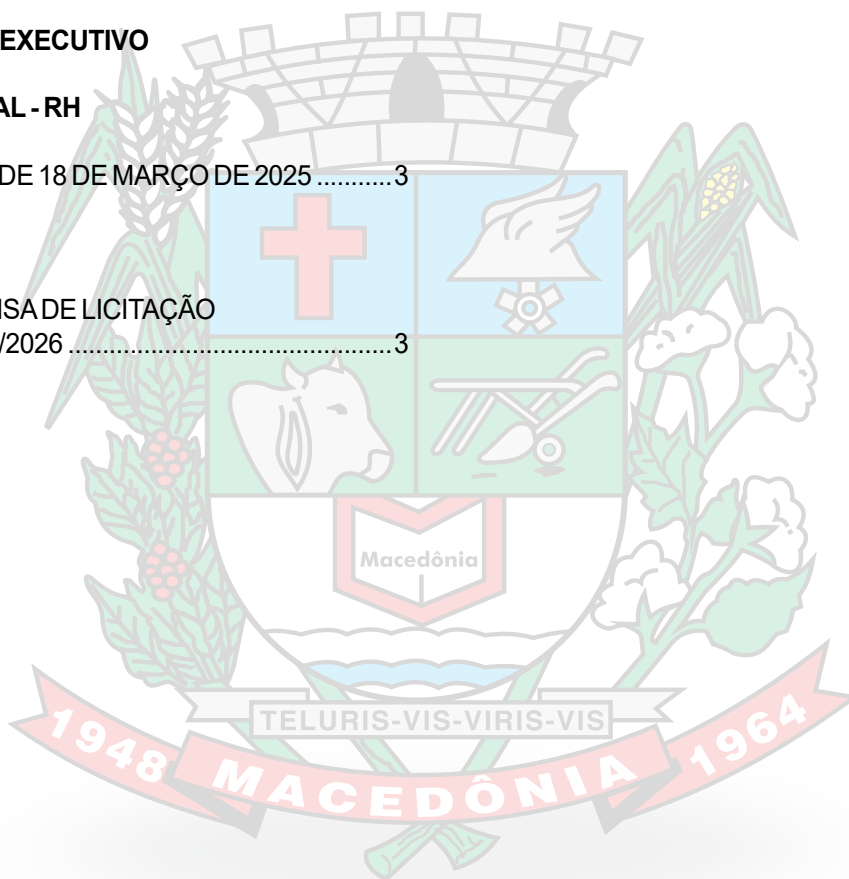 EXECUTIVO
AL - RH
DE 18 DE MARÇO DE 2025 ...........3
ISA DE LICITAÇÃO
/2026 ...............................................3
Macedônia
TELURIS-VIS-VIRIS-VIS
1948 MACEDÔNIA 1964